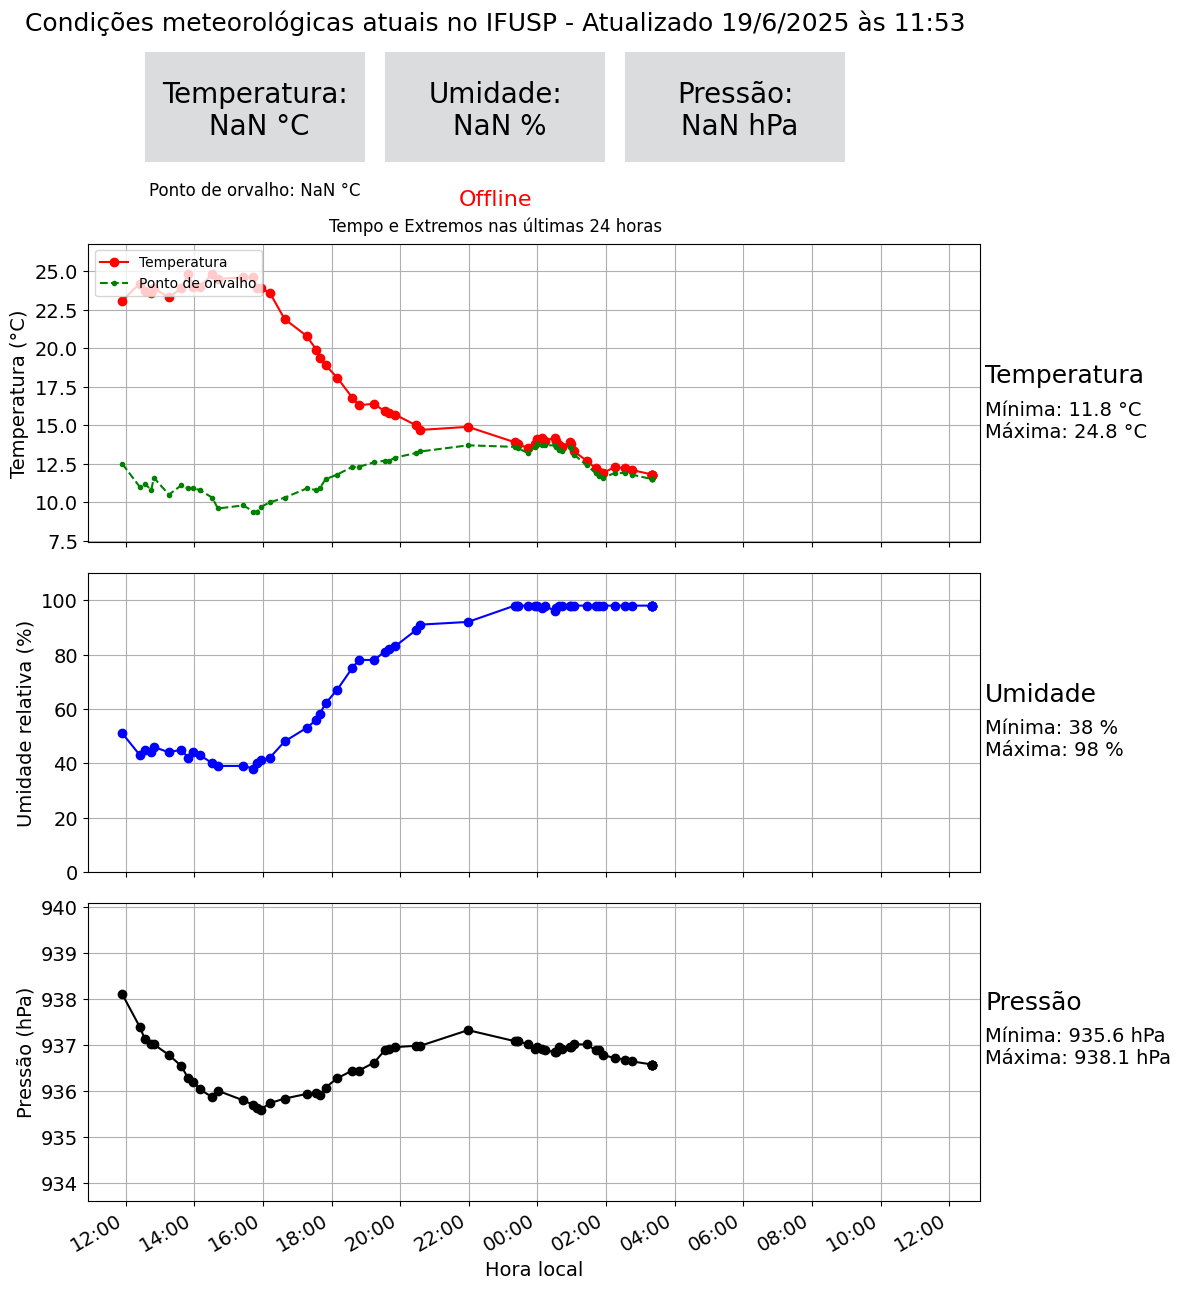 Condições meteorológicas atuais no IFUSP - Atualizado 19/6/2025 às 11:53
Temperatura:
NaN °C
Umidade:
NaN %
Pressão:
NaN hPa
Ponto de orvalho: NaN °C
Offline
Tempo e Extremos nas últimas 24 horas
Temperatura
Ponto de orvalho
Temperatura (°C)
25.0
22.5
20.0
17.5
15.0
12.5
10.0
7.5
Temperatura
Mínima: 11.8 °C
Máxima: 24.8 °C
Umidade relativa (%)
100
80
60
40
20
0
Umidade
Mínima: 38 %
Máxima: 98 %
Pressão (hPa)
940
939
938
937
936
935
934
Pressão
Mínima: 935.6 hPa
Máxima: 938.1 hPa
12:00 14:00 16:00 18:00 20:00 22:00 00:00 02:00 04:00 06:00 08:00 10:00 12:00
Hora local